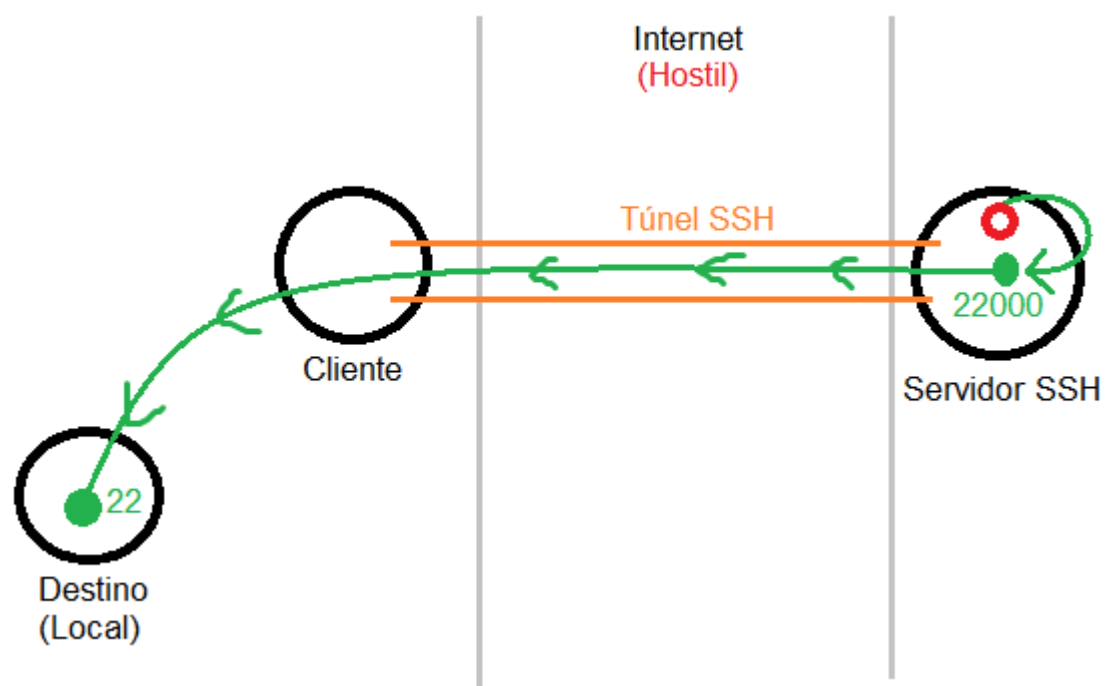 Internet
(Hostil)
Túnel SSH
22000
Cliente
Servidor SSH
22
Destino
(Local)